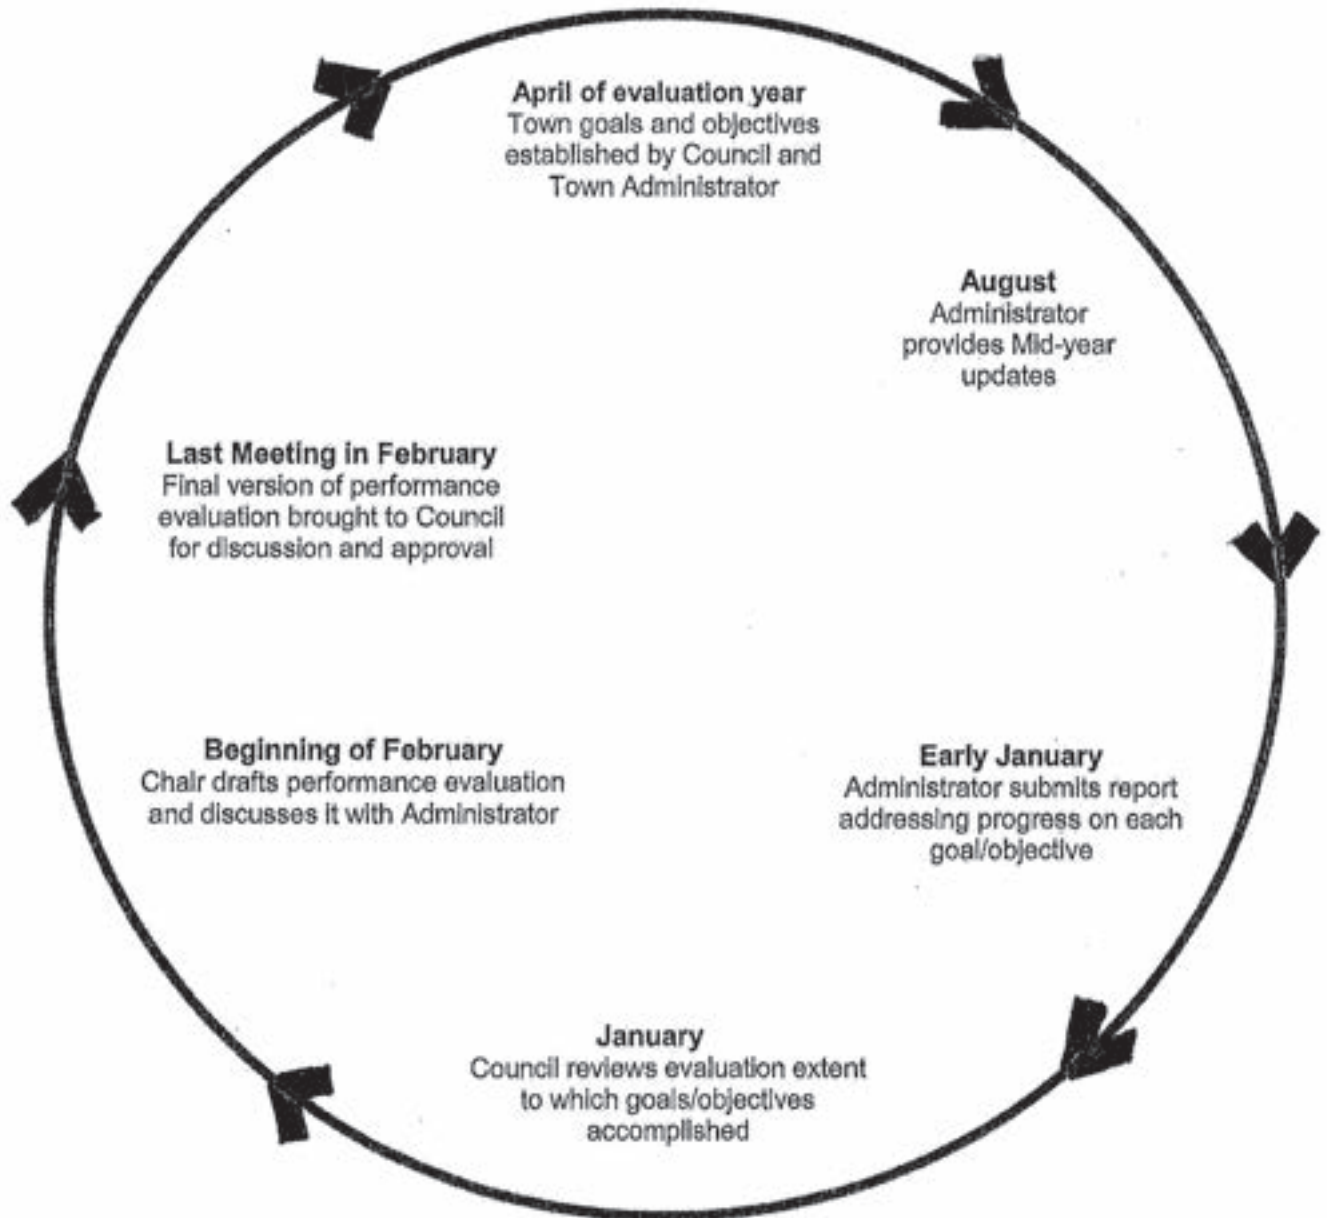 April of evaluation year
Town goals and objectives
established by Council and
Town Administrator
August
Administrator
provides Mid-year
updates
Early January
Administrator submits report
addressing progress on each
goal/objective
January
Council reviews evaluation extent
to which goals/objectives
accomplished
Beginning of February
Chair drafts performance evaluation
and discusses it with Administrator
Last Meeting in February
Final version of performance
evaluation brought to Council
for discussion and approval